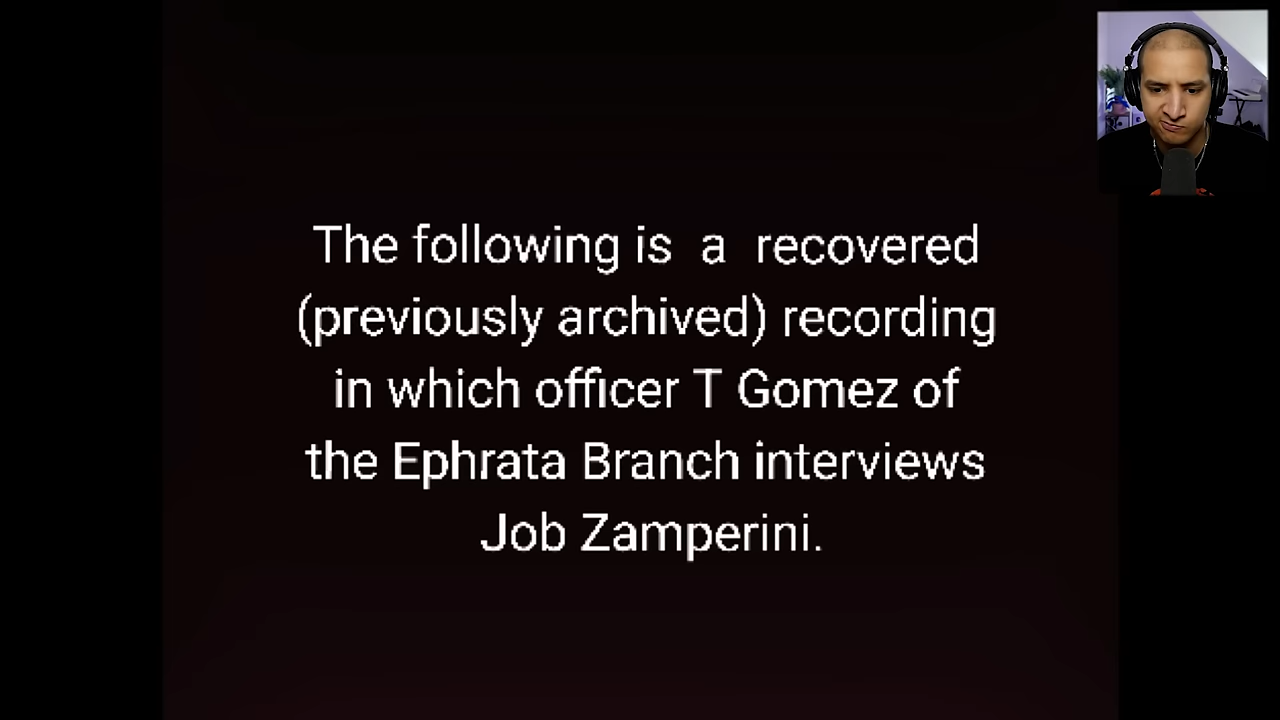 The following is a recovered
(previously archived) recording
in which officer T Gomez of
the Ephrata Branch interviews
Job Zamperini.